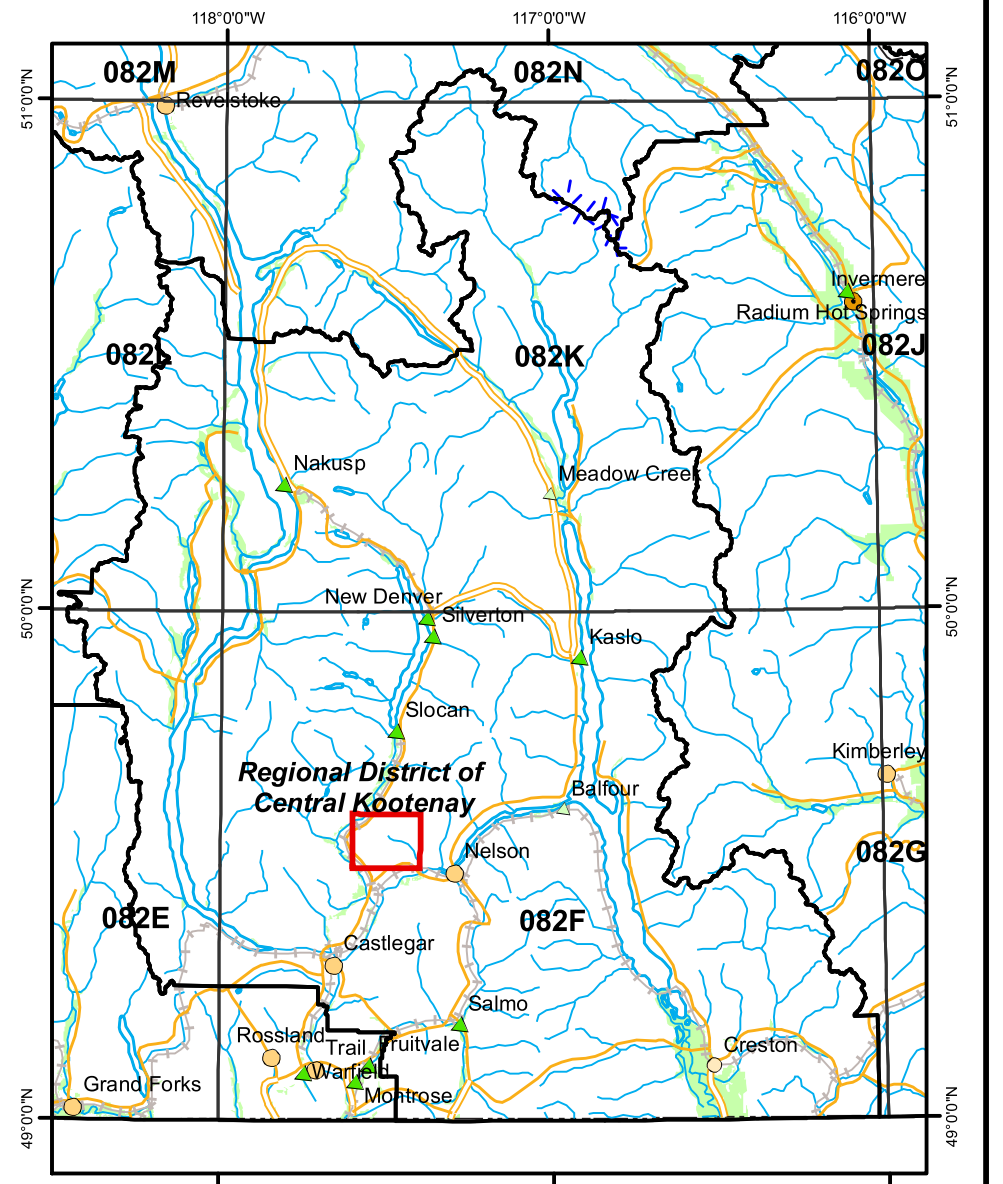 118°0'0"W
117°0'0"W
116°0'0"W
082M
082N
082O
51°0'0"N
51°0'0"N
Revelstoke
Invermere
Radium Hot Springs
082L
082K
082J
Nakusp
Meadow Creek
New Denver
Silverton
50°0'0"N
50°0'0"N
Kaslo
Slocan
Kimberley
Regional District of
Central Kootenay
Balfour
Nelson
082G
082E
082F
Castlegar
Salmo
Rossland
Trail
Fruitvale
Creston
Warfield
Grand Forks
Montrose
49°0'0"N
49°0'0"N